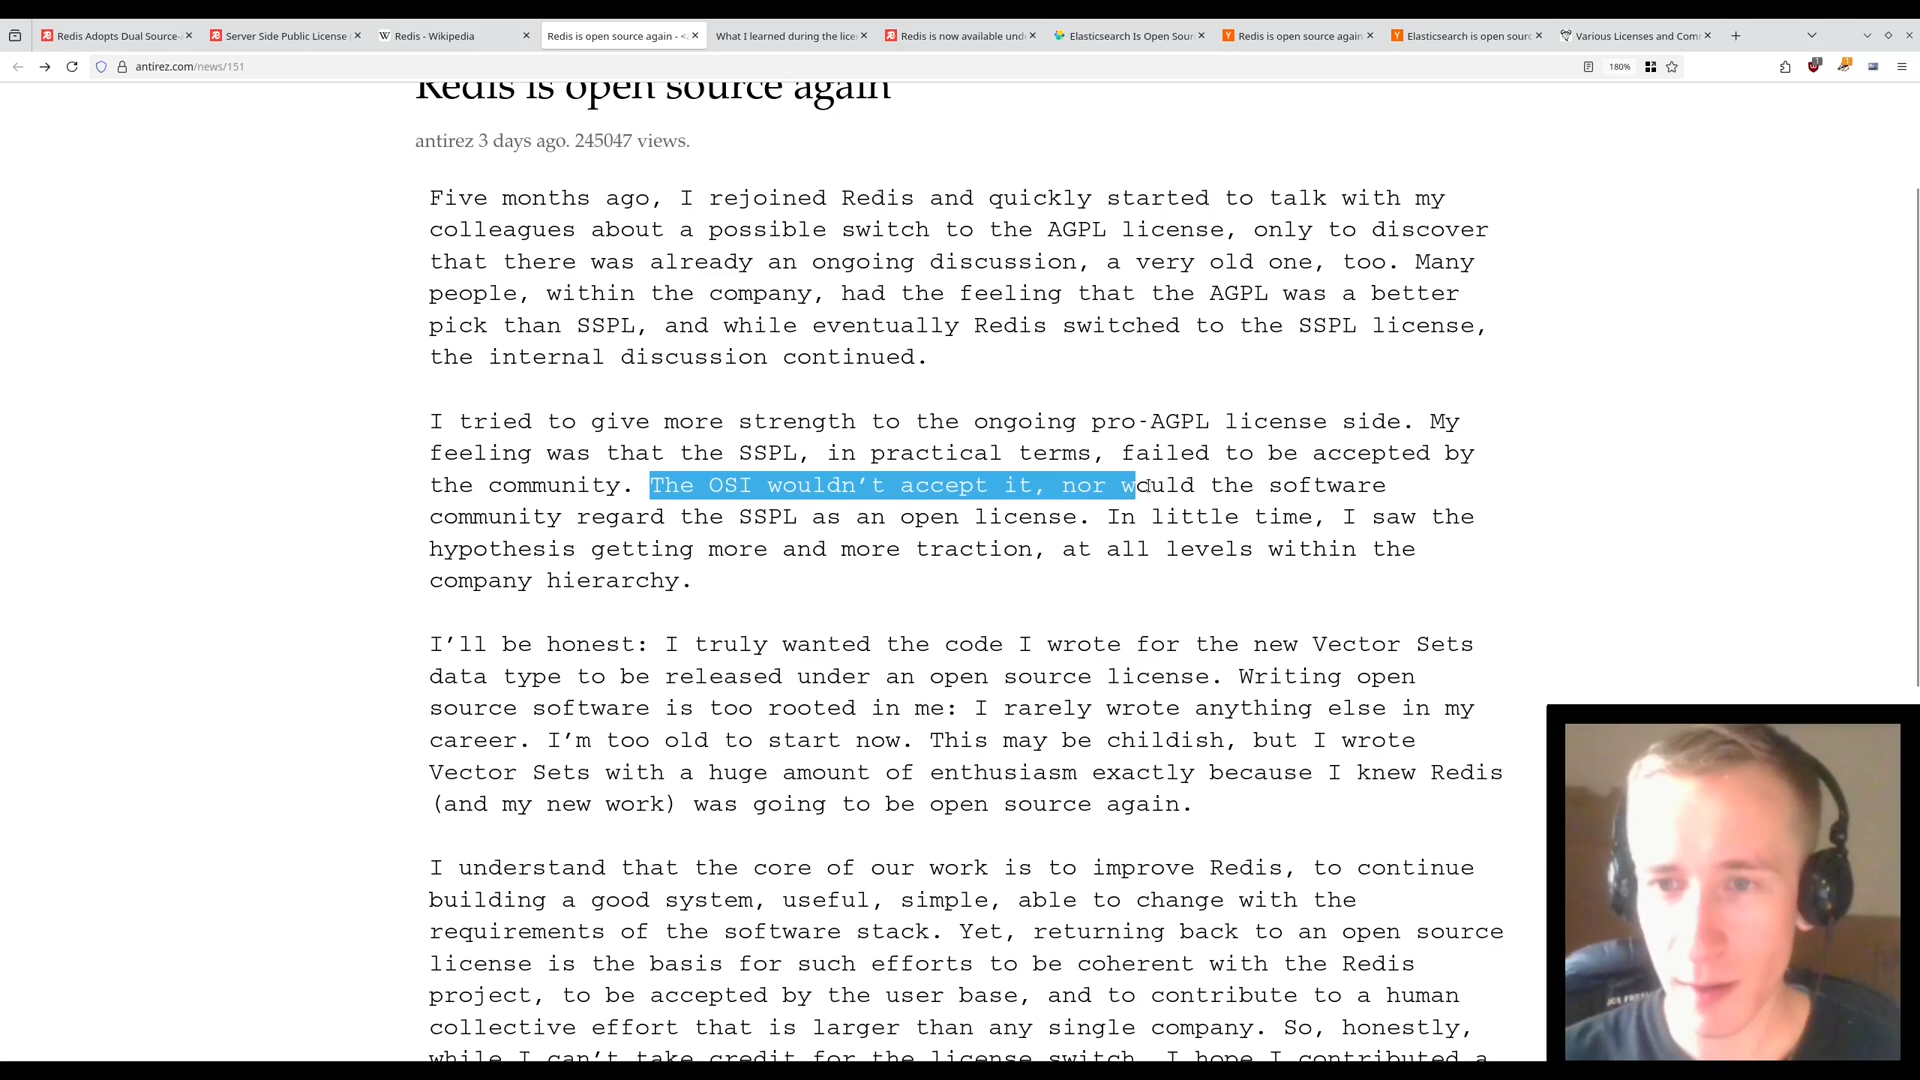 Redis Adopts Dual Source-
Server Side Public License
Redis - Wikipedia
Redis is open source again - <
What I learned during the lice
Redis is now available und
Elasticsearch Is Open Sour
Redis is open source again
Elasticsearch is open sourc
Various Licenses and Com
antirez.com/news/151
180%
Redis is open source again
antirez 3 days ago. 245047 views.
Five months ago, I rejoined Redis and quickly started to talk with my
colleagues about a possible switch to the AGPL license, only to discover
that there was already an ongoing discussion, a very old one, too. Many
people, within the company, had the feeling that the AGPL was a better
pick than SSPL, and while eventually Redis switched to the SSPL license,
the internal discussion continued.
I tried to give more strength to the ongoing pro-AGPL license side. My
feeling was that the SSPL, in practical terms, failed to be accepted by
the community. The OSI wouldn’t accept it, nor would the software
community regard the SSPL as an open license. In little time, I saw the
hypothesis getting more and more traction, at all levels within the
company hierarchy.
I’ll be honest: I truly wanted the code I wrote for the new Vector Sets
data type to be released under an open source license. Writing open
source software is too rooted in me: I rarely wrote anything else in my
career. I’m too old to start now. This may be childish, but I wrote
Vector Sets with a huge amount of enthusiasm exactly because I knew Redis
(and my new work) was going to be open source again.
I understand that the core of our work is to improve Redis, to continue
building a good system, useful, simple, able to change with the
requirements of the software stack. Yet, returning back to an open source
license is the basis for such efforts to be coherent with the Redis
project, to be accepted by the user base, and to contribute to a human
collective effort that is larger than any single company. So, honestly,
while I can’t take credit for the license switch, I hope I contributed a